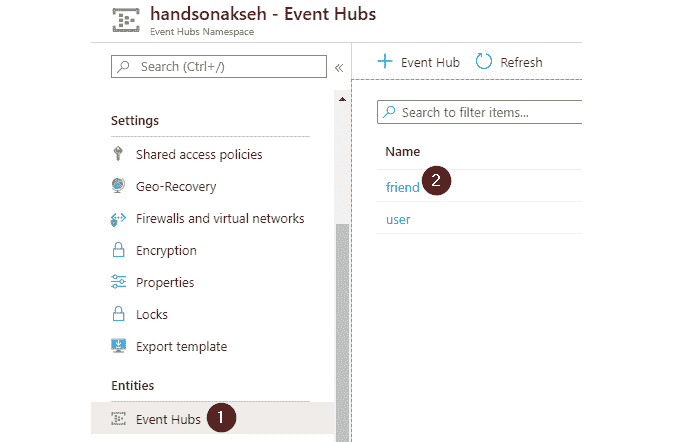 handsonakseh - Event Hubs
Event Hubs Namespace
Search (Ctrl+/)
«
Settings
Shared access policies
Geo-Recovery
Firewalls and virtual networks
Encryption
Properties
Locks
Export template
Entities
Event Hubs 1
+ Event Hub Refresh
Search to filter items...
Name
friend 2
user